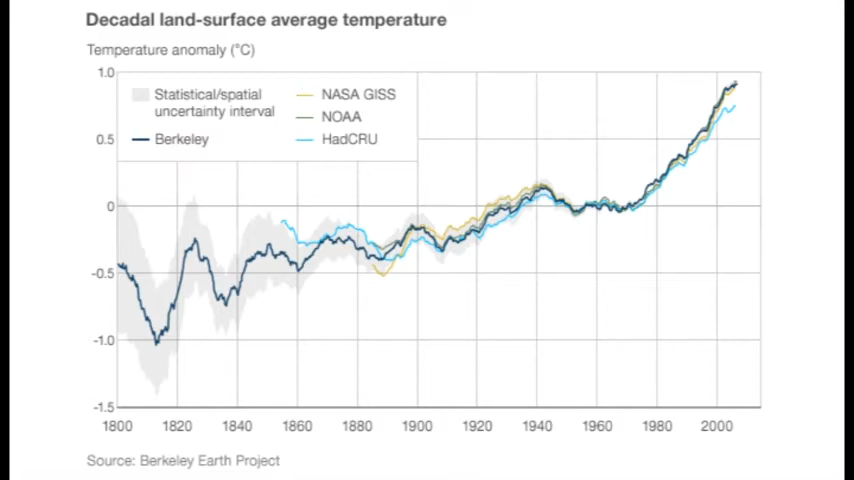 Decadal land-surface average temperature
Temperature anomaly (°C)
1.0
0.5
0
-0.5
-1.0
-1.5
Statistical/spatial
uncertainty interval
Berkeley
NASA GISS
NOAA
HadCRU
1800 1820 1840 1860 1880 1900 1920 1940 1960 1980 2000
Source: Berkeley Earth Project